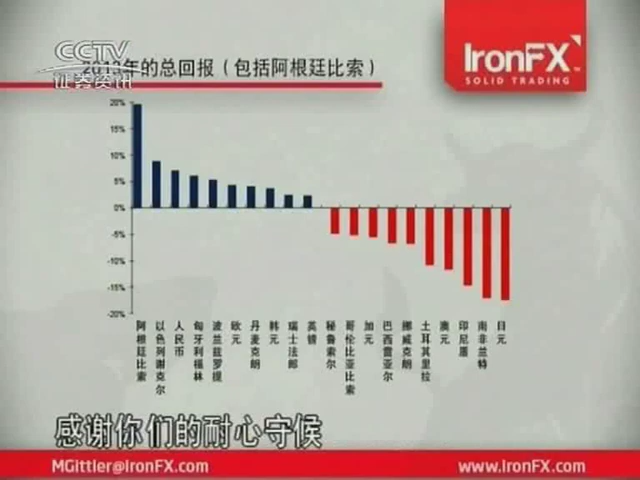 CCTV
证券资讯
2013年的总回报（包括阿根廷比索）
IronFX
SOLID TRADING
20%
15%
10%
5%
0%
-5%
-10%
-15%
-20%
阿根廷比索
以色列谢克尔
人民币
匈牙利福林
波兰兹罗提
欧元
丹麦克朗
韩元
瑞士法郎
英镑
秘鲁索尔
哥伦比亚比索
加元
巴西雷亚尔
挪威克朗
土耳其里拉
澳元
印尼盾
南非兰特
日元
感谢你们的耐心守候
MGittler@IronFX.com
www.IronFX.com